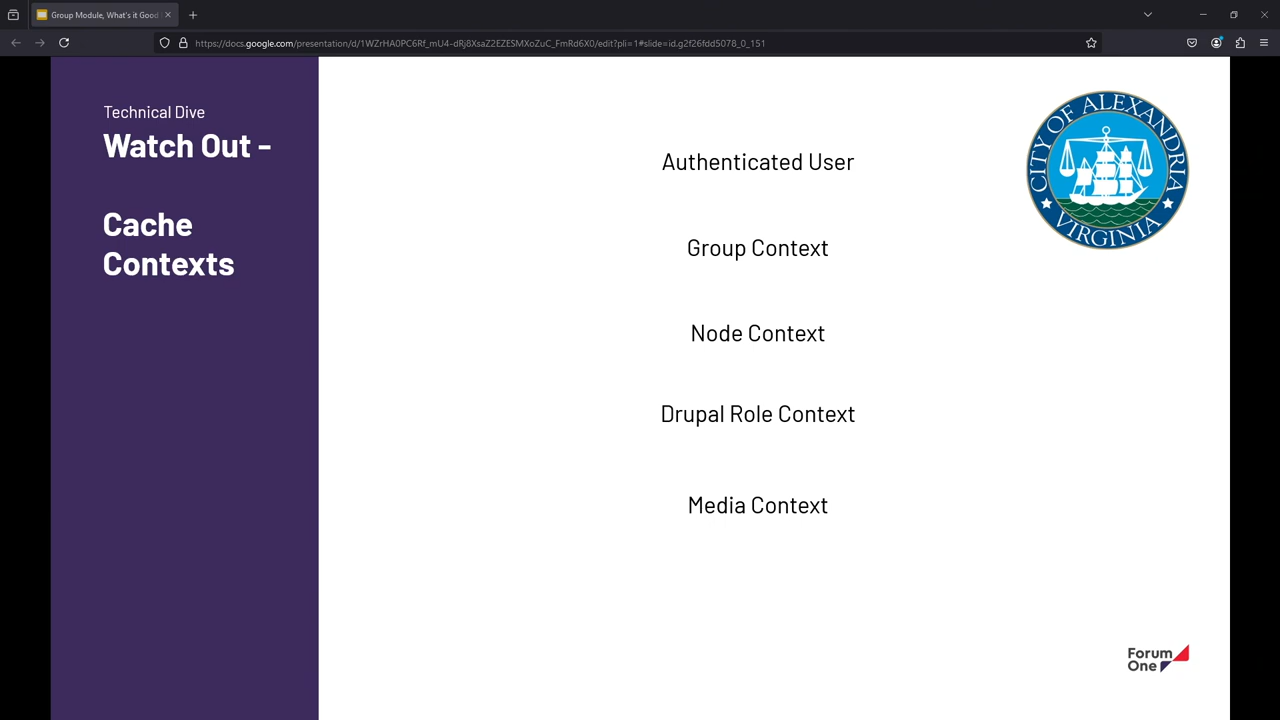 Group Module, What's it Good
https://docs.google.com/presentation/d/1WZrHA0PC6Rf_mU4-dRj8XsaZ2EZESMXoZuC_FmRd6X0/edit?pli=1#slide=id.g2f26fdd5078_0_151
Technical Dive
Watch Out -
Cache
Contexts
Authenticated User
Group Context
Node Context
Drupal Role Context
Media Context
CITY OF ALEXANDRIA
VIRGINIA
Forum
One